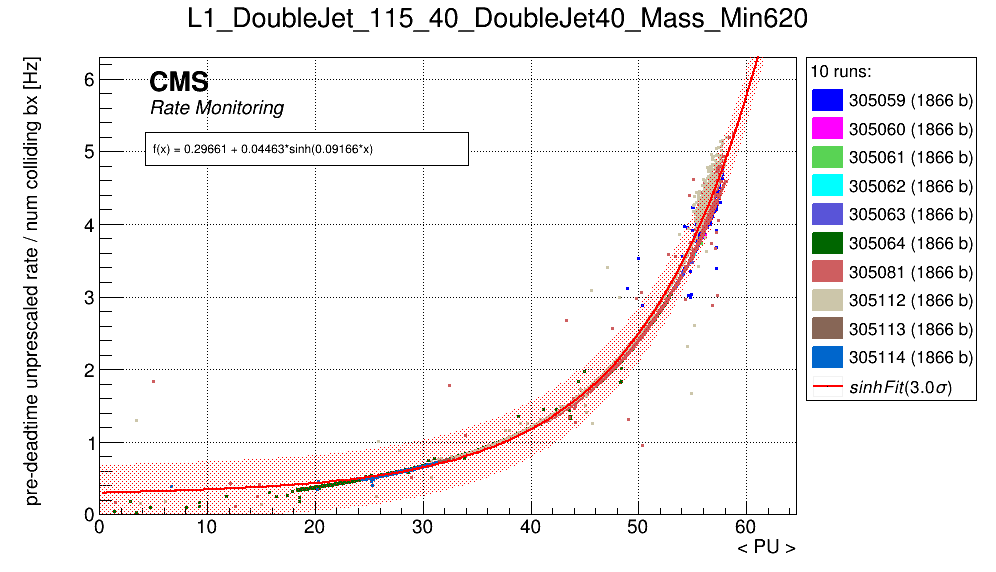 L1_DoubleJet_115_40_DoubleJet40_Mass_Min620
pre-deadtime unprescaled rate / num colliding bx [Hz]
CMS
Rate Monitoring
f(x) = 0.29661 + 0.04463*sinh(0.09166*x)
6
5
4
3
2
1
0
0 10 20 30 40 50 60
< PU >
10 runs:
305059 (1866 b)
305060 (1866 b)
305061 (1866 b)
305062 (1866 b)
305063 (1866 b)
305064 (1866 b)
305081 (1866 b)
305112 (1866 b)
305113 (1866 b)
305114 (1866 b)
sinhFit(3.0σ)